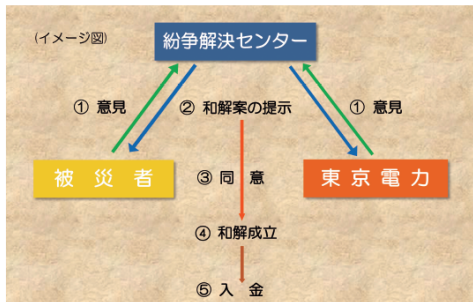 (イメージ図)
紛争解決センター
① 意見
② 和解案の提示
① 意見
被災者
③ 同意
東京電力
④ 和解成立
⑤ 入金